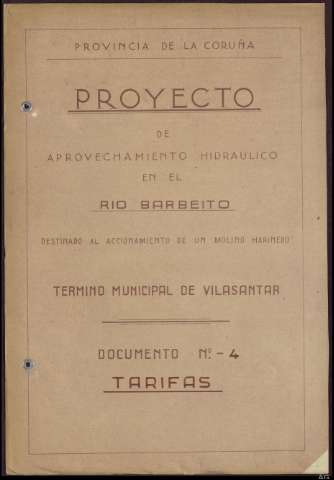 PROVINCIA DE LA CORUÑA
PROYECTO
DE
APROVECHAMIENTO HIDRAULICO
EN EL
RIO BARBEITO
DESTINADO AL ACCIONAMIENTO DE UN MOLINO HARINERO
TERMINO MUNICIPAL DE VILASANTAR
DOCUMENTO Nº - 4
TARIFAS